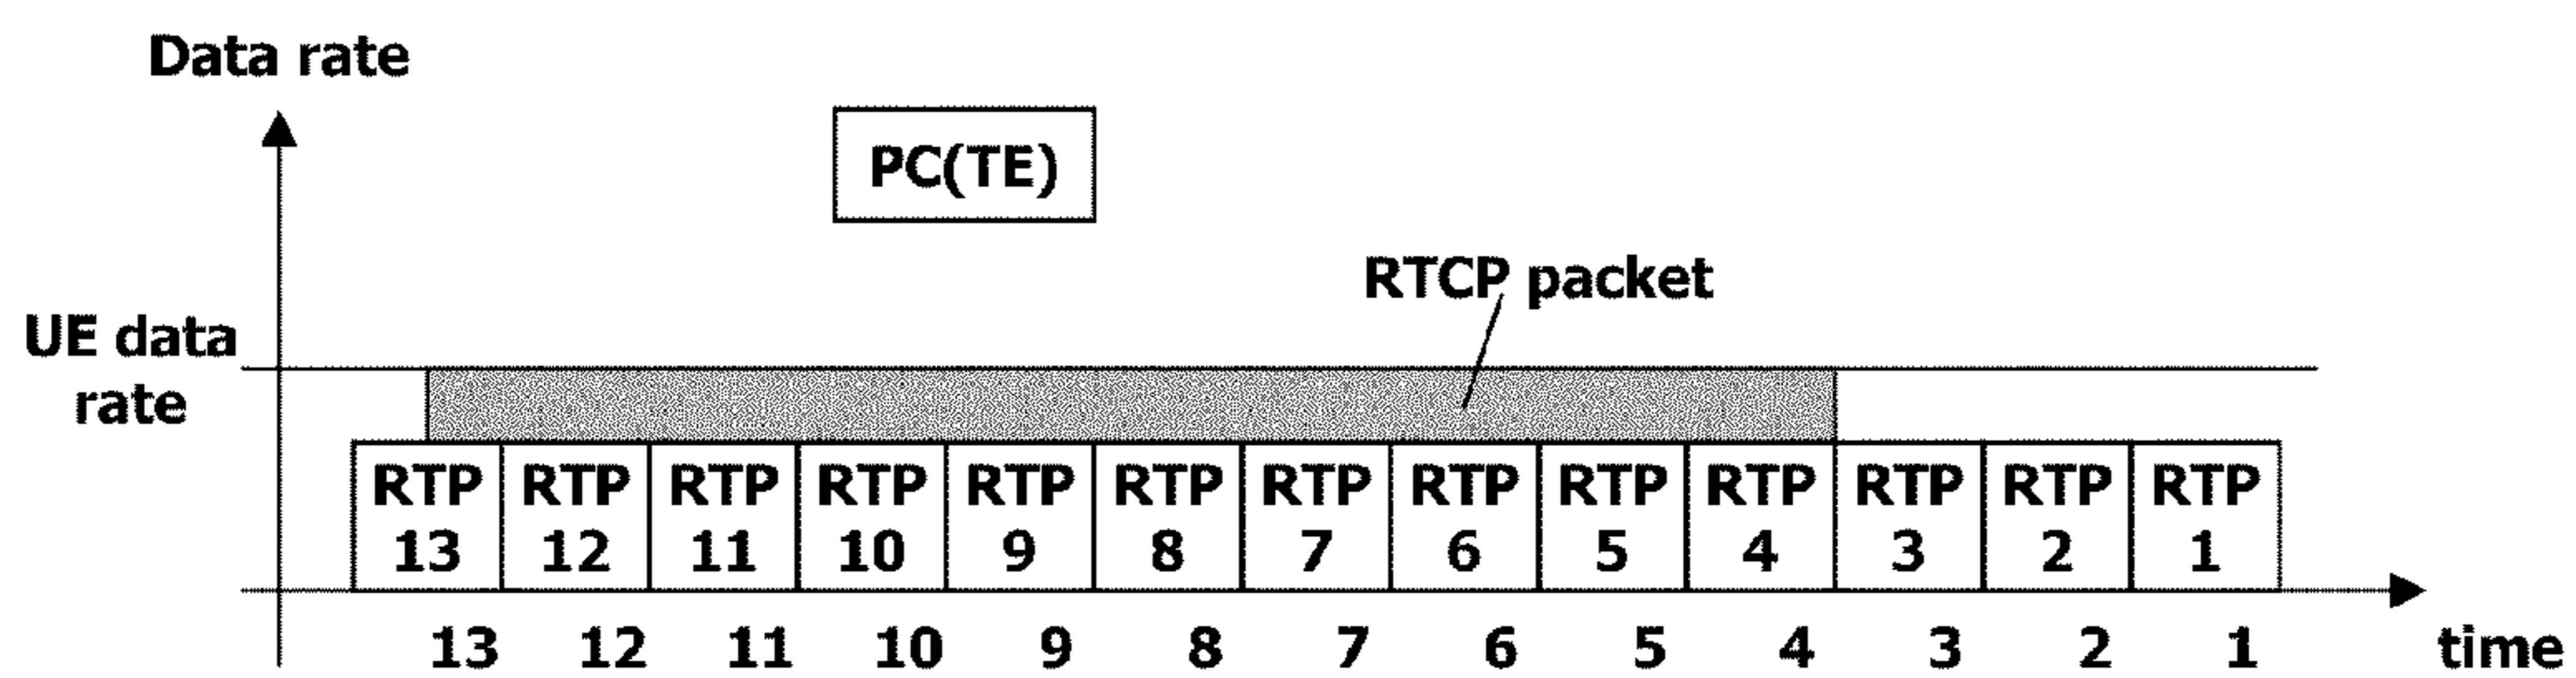 Data rate
PC(TE)
RTCP packet
UE data
rate
RTP RTP RTP RTP RTP RTP RTP RTP RTP RTP RTP RTP RTP
13 12 11 10 9 8 7 6 5 4 3 2 1
13 12 11 10 9 8 7 6 5 4 3 2 1 time